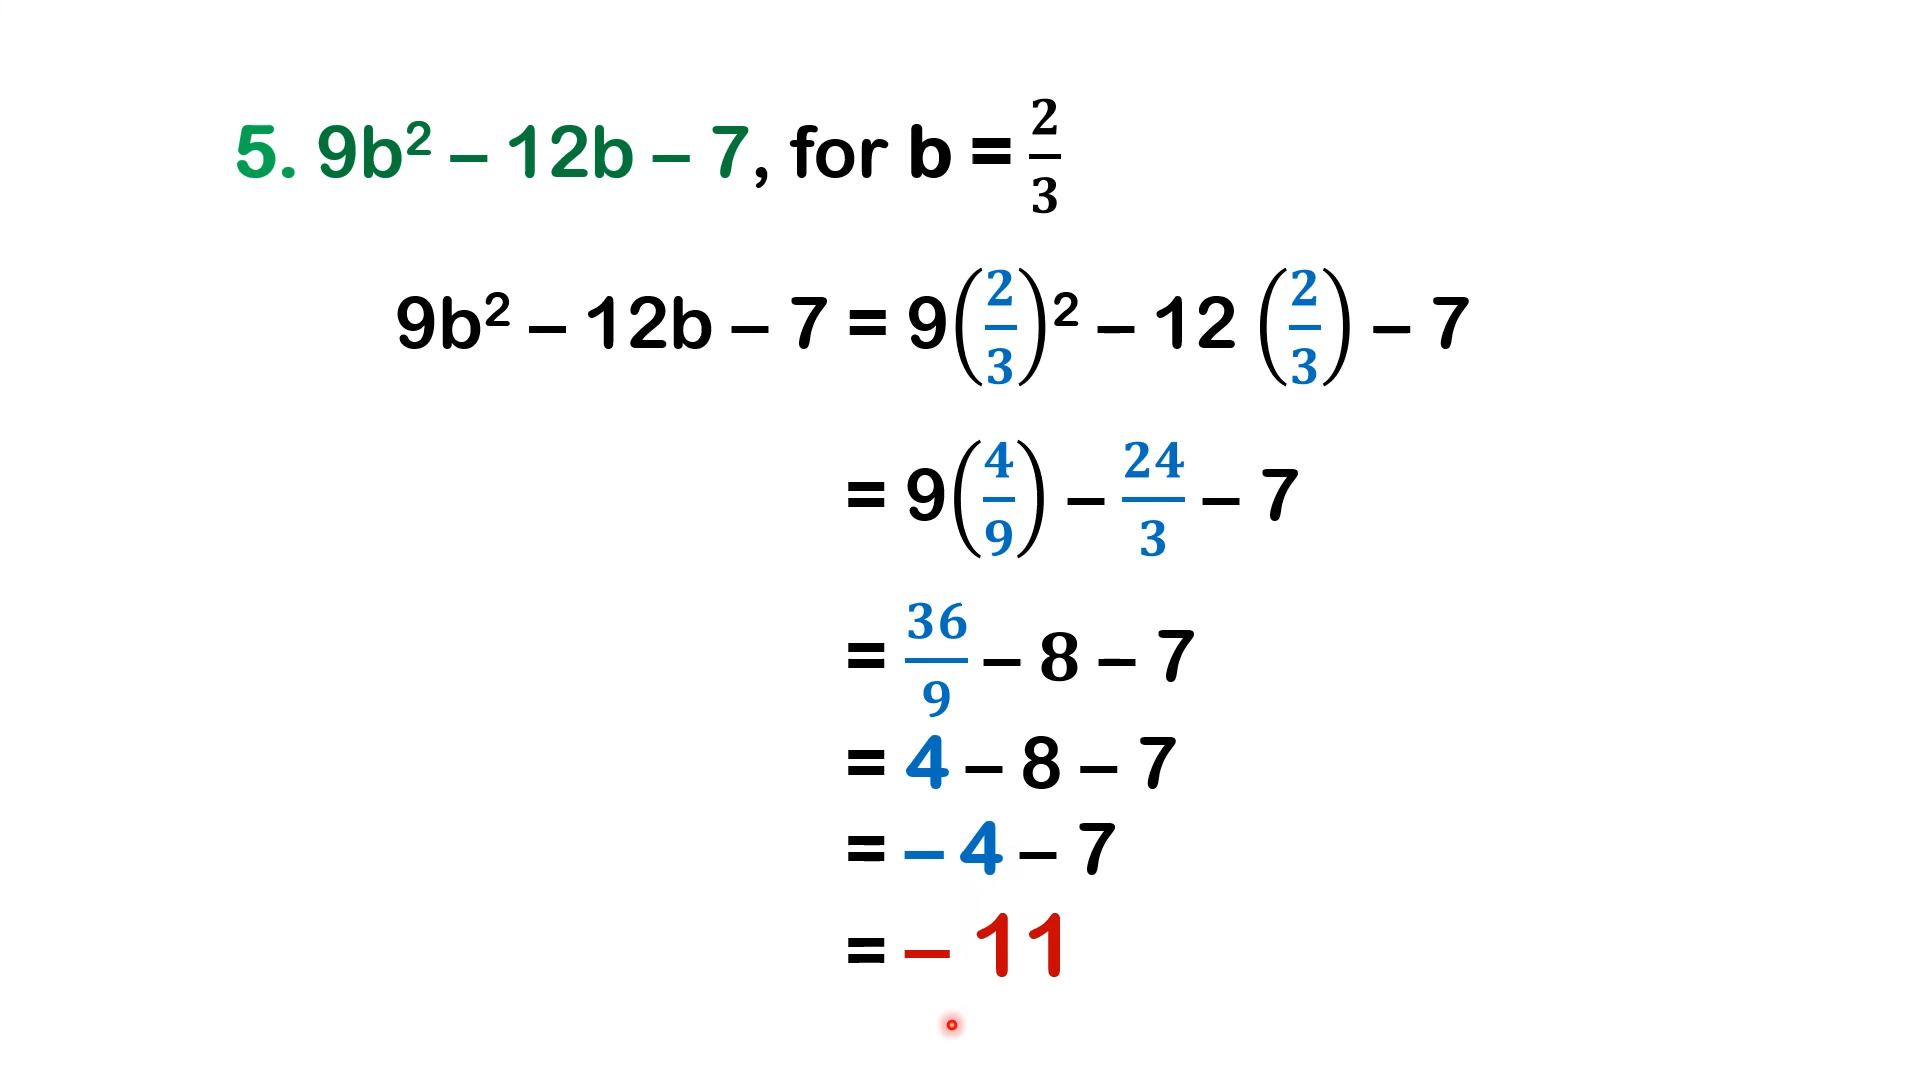 5. 9b² – 12b – 7, for b = 2/3
9b² – 12b – 7 = 9(2/3)² – 12 (2/3) – 7
= 9(4/9) – 24/3 – 7
= 36/9 – 8 – 7
= 4 – 8 – 7
= – 4 – 7
= – 11